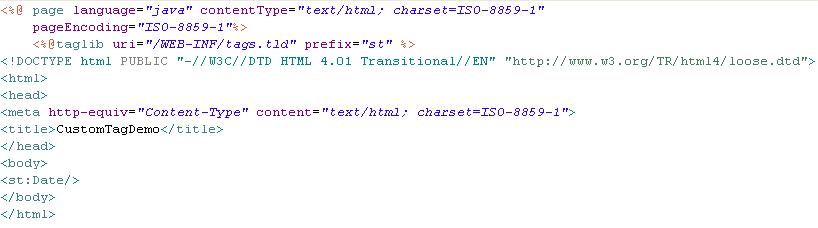 <%@ page language="java" contentType="text/html; charset=ISO-8859-1"
pageEncoding="ISO-8859-1"%>
<%@taglib uri="/WEB-INF/tags.tld" prefix="st" %>
<!DOCTYPE html PUBLIC "-//W3C//DTD HTML 4.01 Transitional//EN" "http://www.w3.org/TR/html4/loose.dtd">
<html>
<head>
<meta http-equiv="Content-Type" content="text/html; charset=ISO-8859-1">
<title>CustomTagDemo</title>
</head>
<body>
<st:Date/>
</body>
</html>